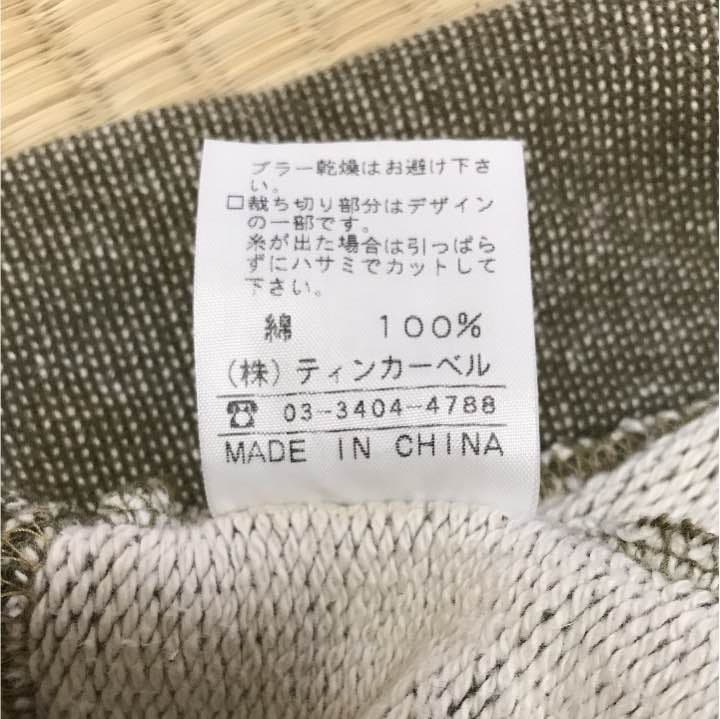 ブラー乾燥はお避け下さ
い。
□裁ち切り部分はデザイン
の一部です。
糸が出た場合は引っぱら
ずにハサミでカットして
下さい。
綿 100%
(株)ティンカーベル
☎ 03-3404-4788
MADE IN CHINA